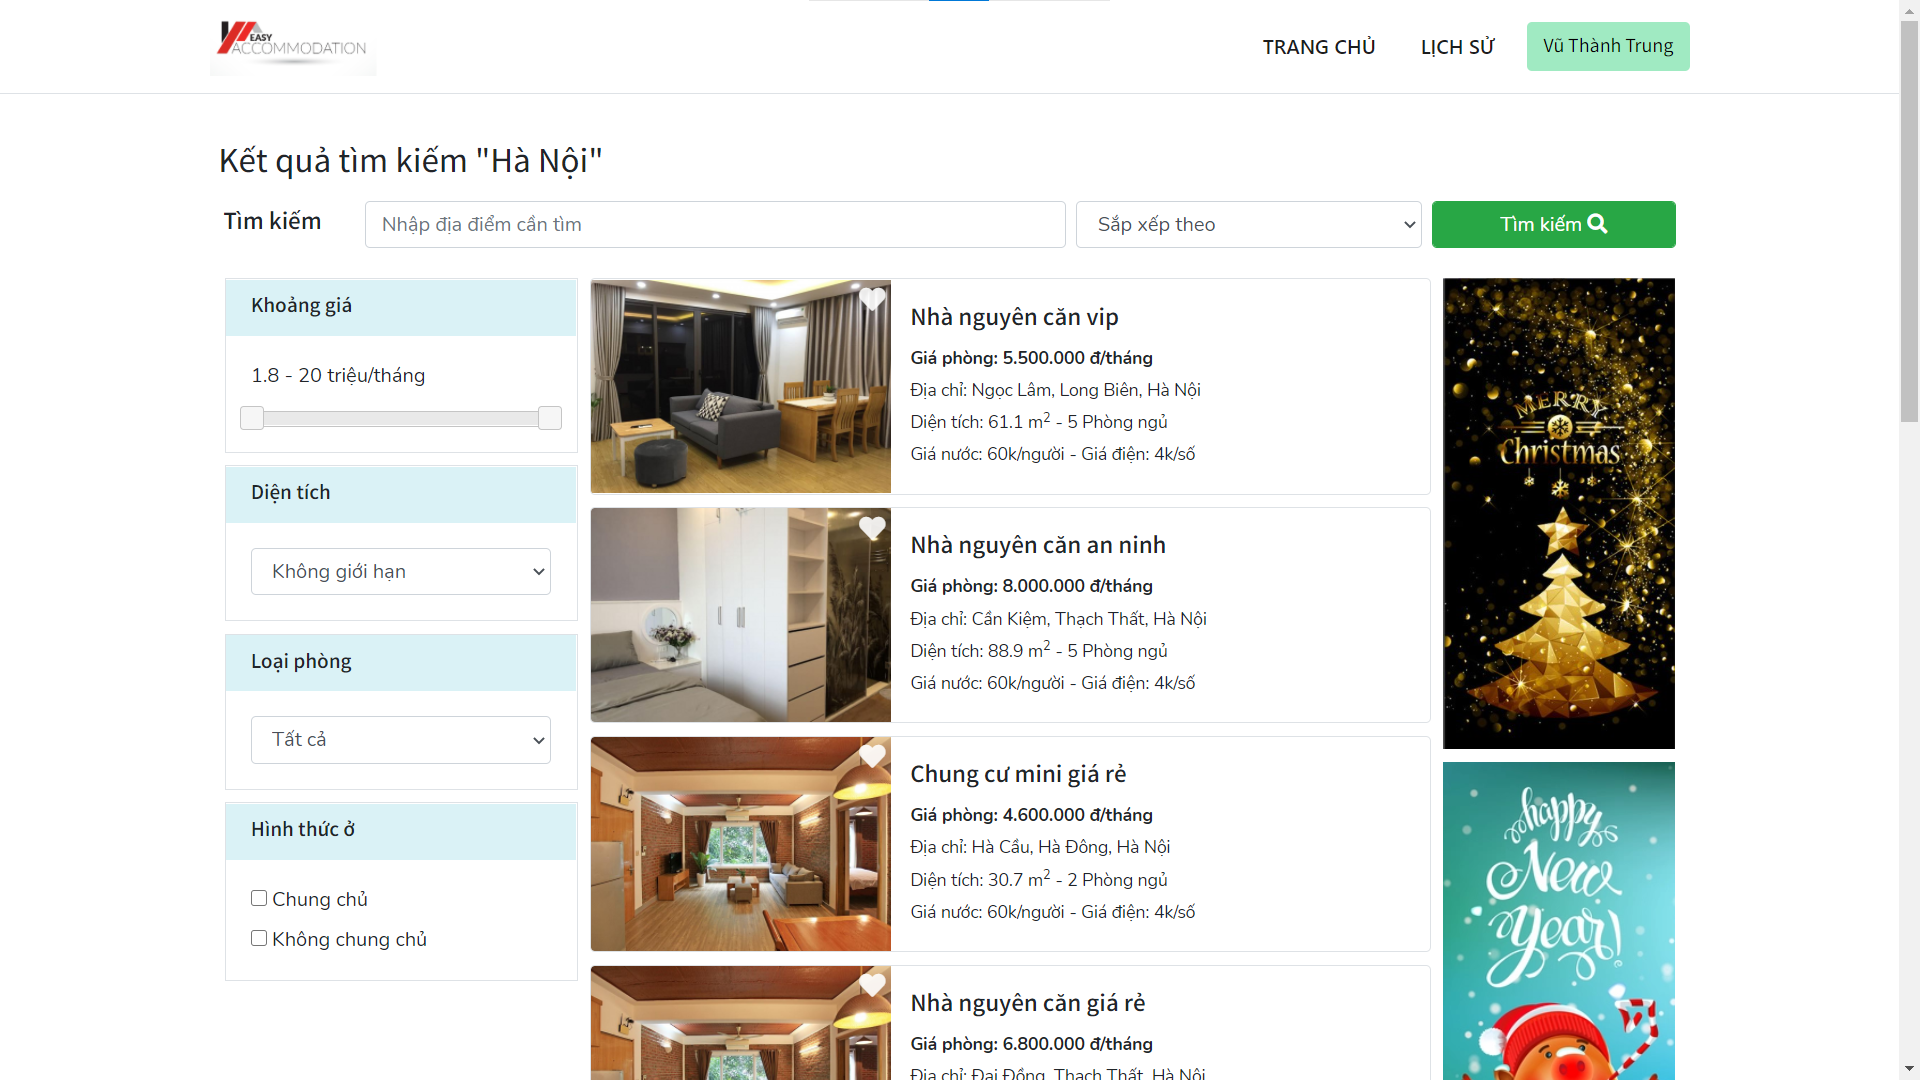 EASY
ACCOMMODATION
TRANG CHỦ
LỊCH SỬ
Vũ Thành Trung
Kết quả tìm kiếm "Hà Nội"
Tìm kiếm
Nhập địa điểm cần tìm
Sắp xếp theo
Tìm kiếm
Khoảng giá
1.8 - 20 triệu/tháng
Diện tích
Không giới hạn
Loại phòng
Tất cả
Hình thức ở
Chung chủ
Không chung chủ
Nhà nguyên căn vip
Giá phòng: 5.500.000 đ/tháng
Địa chỉ: Ngọc Lâm, Long Biên, Hà Nội
Diện tích: 61.1 m2 - 5 Phòng ngủ
Giá nước: 60k/người - Giá điện: 4k/số
Nhà nguyên căn an ninh
Giá phòng: 8.000.000 đ/tháng
Địa chỉ: Cần Kiệm, Thạch Thất, Hà Nội
Diện tích: 88.9 m2 - 5 Phòng ngủ
Giá nước: 60k/người - Giá điện: 4k/số
Chung cư mini giá rẻ
Giá phòng: 4.600.000 đ/tháng
Địa chỉ: Hà Cầu, Hà Đông, Hà Nội
Diện tích: 30.7 m2 - 2 Phòng ngủ
Giá nước: 60k/người - Giá điện: 4k/số
Nhà nguyên căn giá rẻ
Giá phòng: 6.800.000 đ/tháng
Địa chỉ: Đại Đồng, Thạch Thất, Hà Nội
MERRY
Christmas
happy
New
Year!